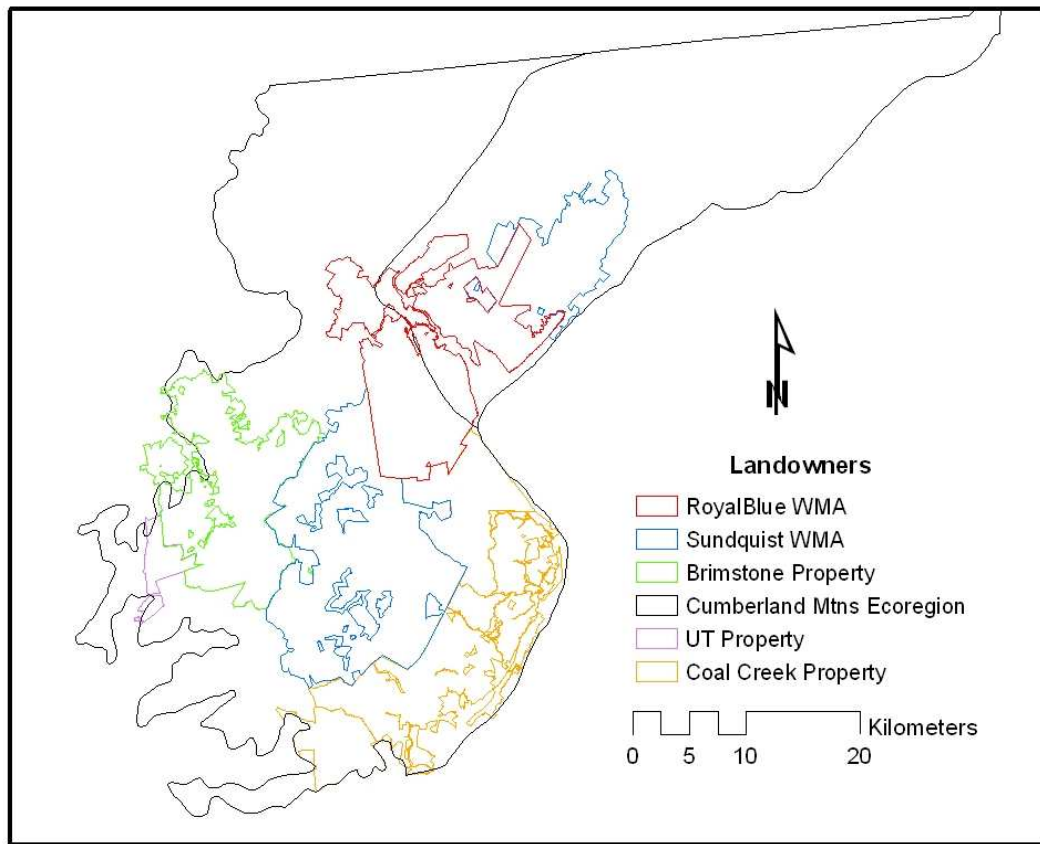 N
Landowners
RoyalBlue WMA
Sundquist WMA
Brimstone Property
Cumberland Mtns Ecoregion
UT Property
Coal Creek Property
Kilometers
0 5 10 20